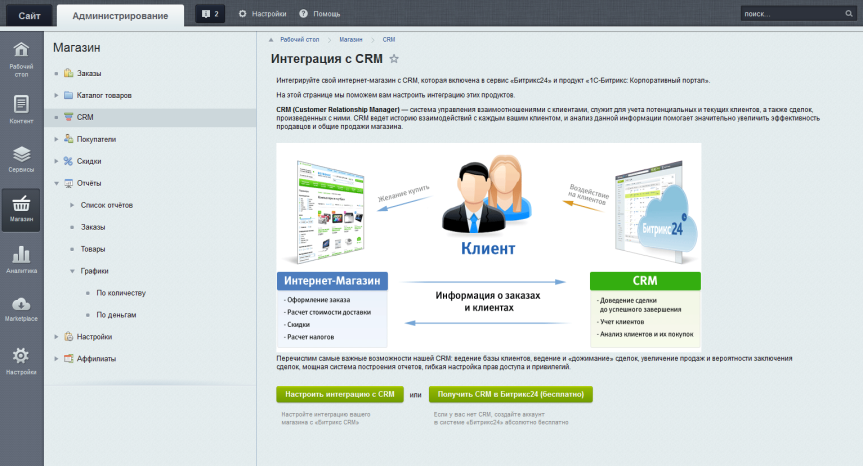 Сайт
Администрирование
2
Настройки
Помощь
поиск...
Рабочий
стол
Контент
Сервисы
Магазин
Аналитика
Marketplace
Настройки
Магазин
Заказы
Каталог товаров
CRM
Покупатели
Скидки
Отчёты
Список отчётов
Заказы
Товары
Графики
По количеству
По деньгам
Настройки
Аффилиаты
Рабочий стол
Магазин
CRM
Интеграция с CRM
Интегрируйте свой интернет-магазин с CRM, которая включена в сервис «Битрикс24» и продукт «1С-Битрикс: Корпоративный портал».
На этой странице мы поможем вам настроить интеграцию этих продуктов.
CRM (Customer Relationship Manager) — система управления взаимоотношениями с клиентами, служит для учета потенциальных и текущих клиентов, а также сделок,
произведенных с ними. CRM ведет историю взаимодействий с каждым вашим клиентом, и анализ данной информации помогает значительно увеличить эффективность
продавцов и общие продажи магазина.
Желание купить
Воздействие
на клиентов
Битрикс 24
Клиент
Интернет-Магазин
- Оформление заказа
- Расчет стоимости доставки
- Скидки
- Расчет налогов
Информация о заказах
и клиентах
CRM
- Доведение сделки
до успешного завершения
- Учет клиентов
- Анализ клиентов и их покупок
Перечислим самые важные возможности нашей CRM: ведение базы клиентов, ведение и «дожимание» сделок, увеличение продаж и вероятности заключения
сделок, мощная система построения отчетов, гибкая настройка прав доступа и привилегий.
Настроить интеграцию с CRM
или
Получить CRM в Битрикс24 (бесплатно)
Настройте интеграцию вашего
магазина с «Битрикс CRM»
Если у вас нет CRM, создайте аккаунт
в системе «Битрикс24» абсолютно бесплатно